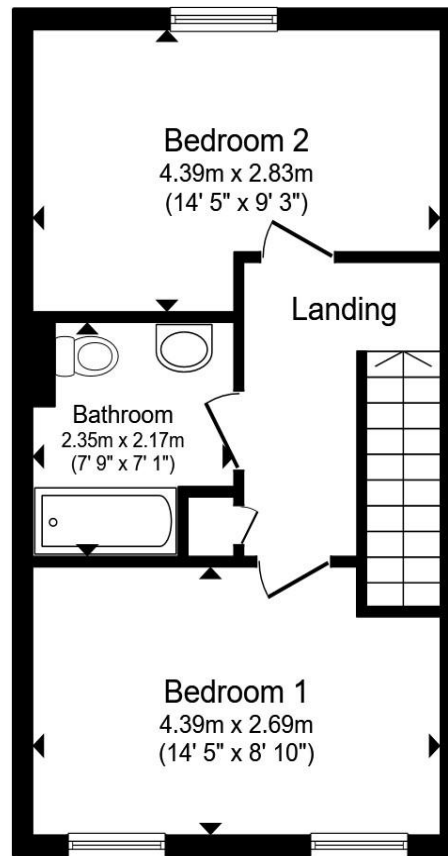 Bedroom 2
4.39m x 2.83m
(14' 5" x 9' 3")
Landing
Bathroom
2.35m x 2.17m
(7' 9" x 7' 1")
Bedroom 1
4.39m x 2.69m
(14' 5" x 8' 10")